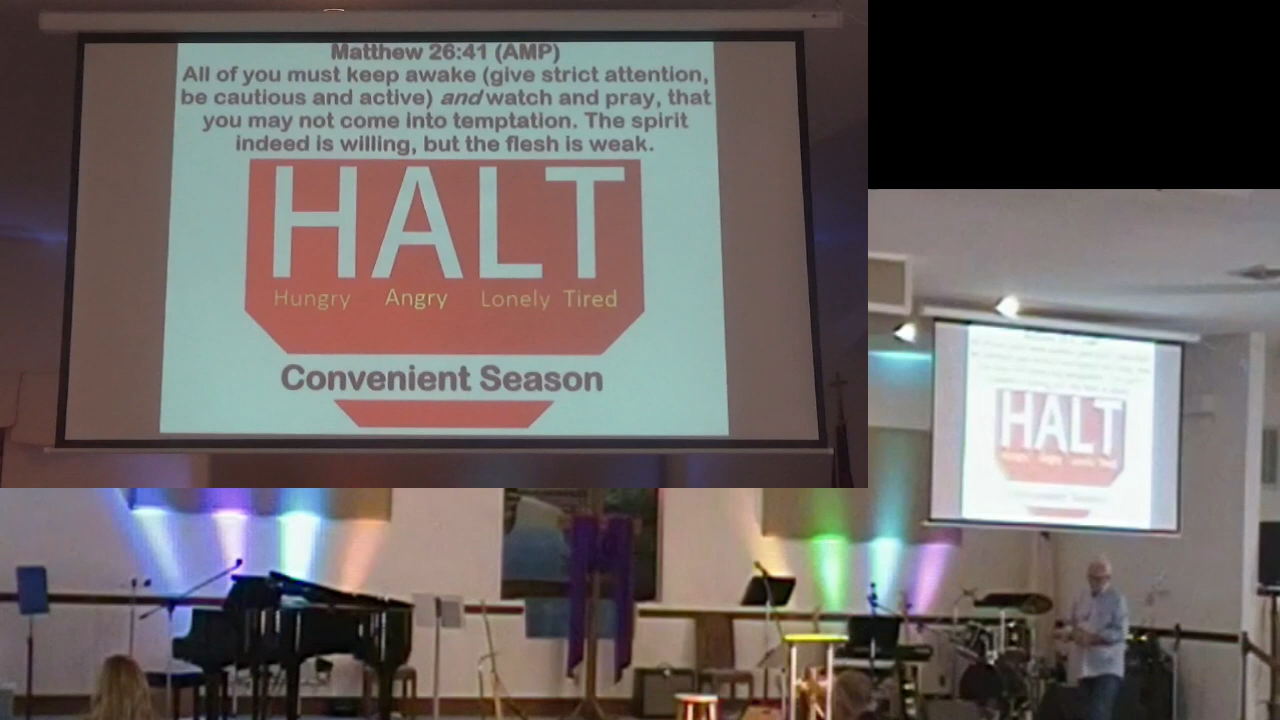 Matthew 26:41 (AMP)
All of you must keep awake (give strict attention,
be cautious and active) and watch and pray, that
you may not come into temptation. The spirit
indeed is willing, but the flesh is weak.
HALT
Hungry Angry Lonely Tired
Convenient Season
HALT